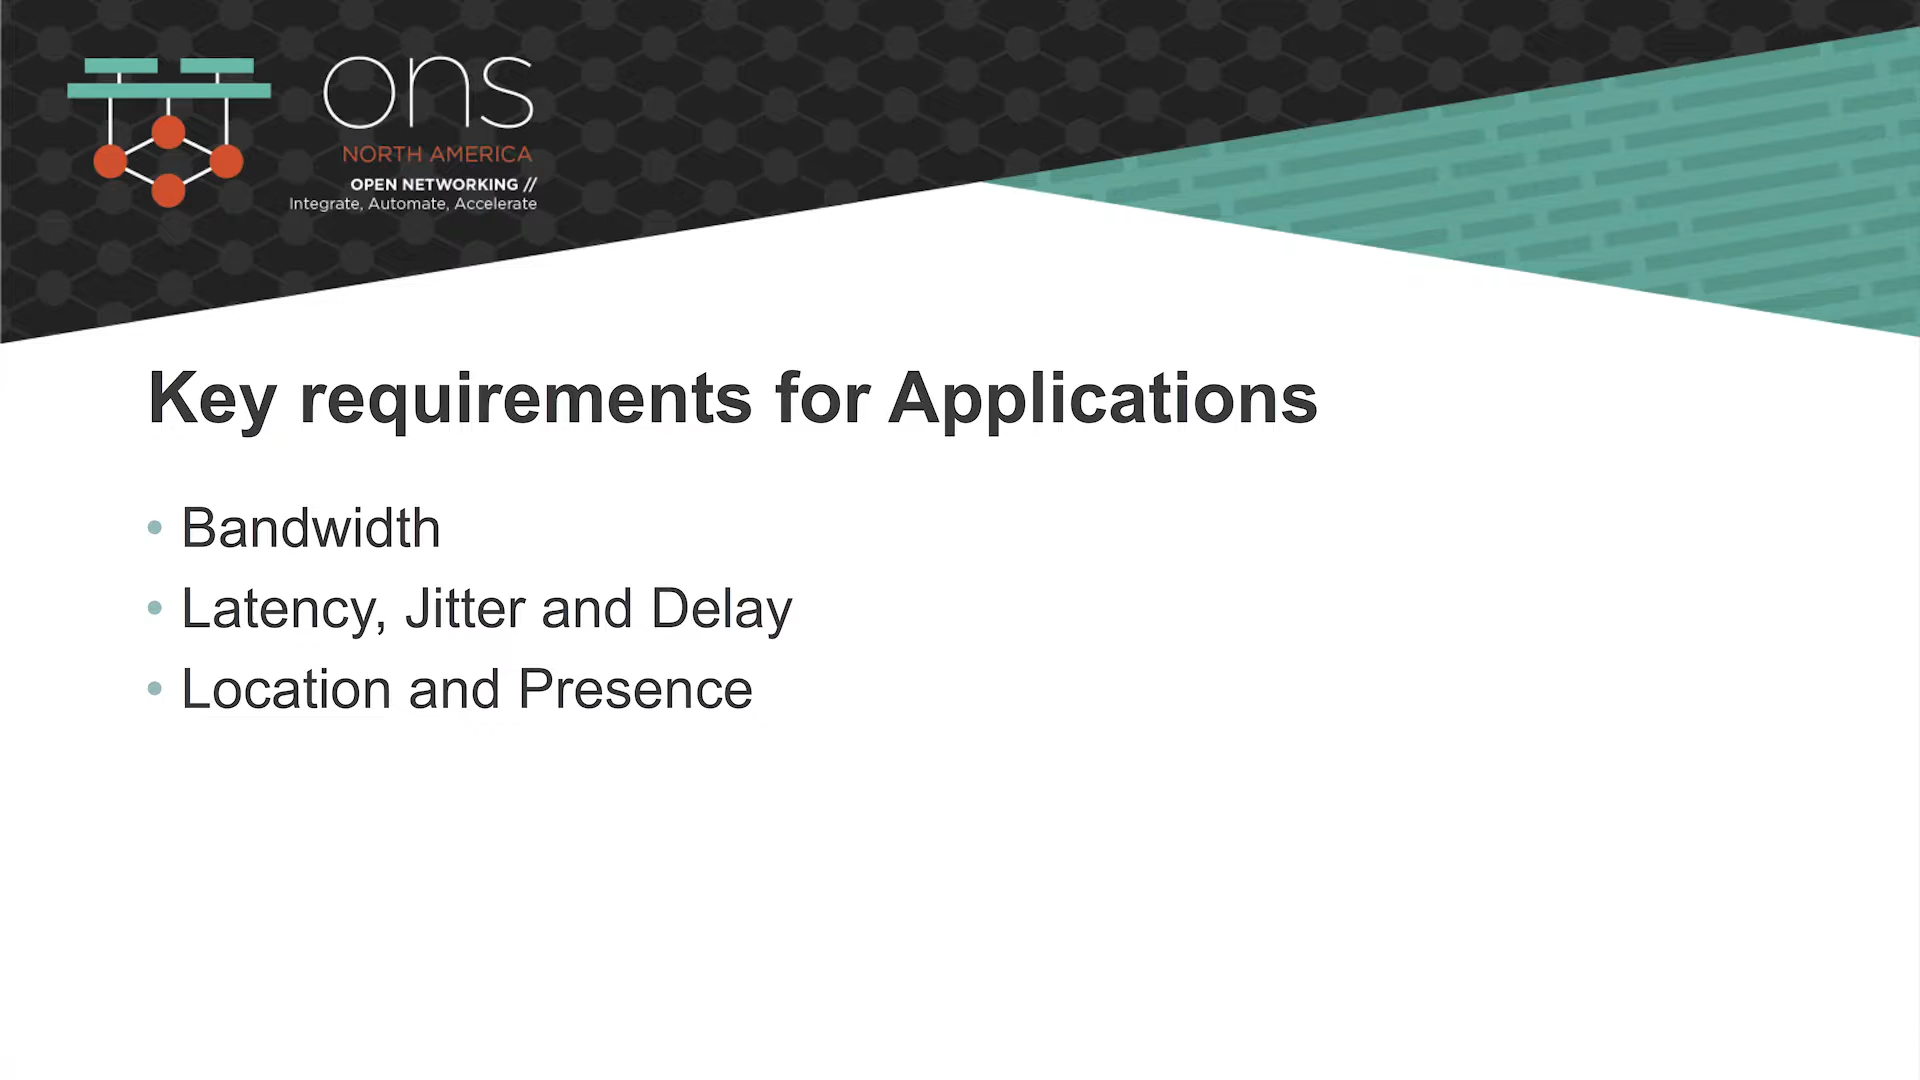 ons
NORTH AMERICA
OPEN NETWORKING //
Integrate, Automate, Accelerate
Key requirements for Applications
• Bandwidth
• Latency, Jitter and Delay
• Location and Presence